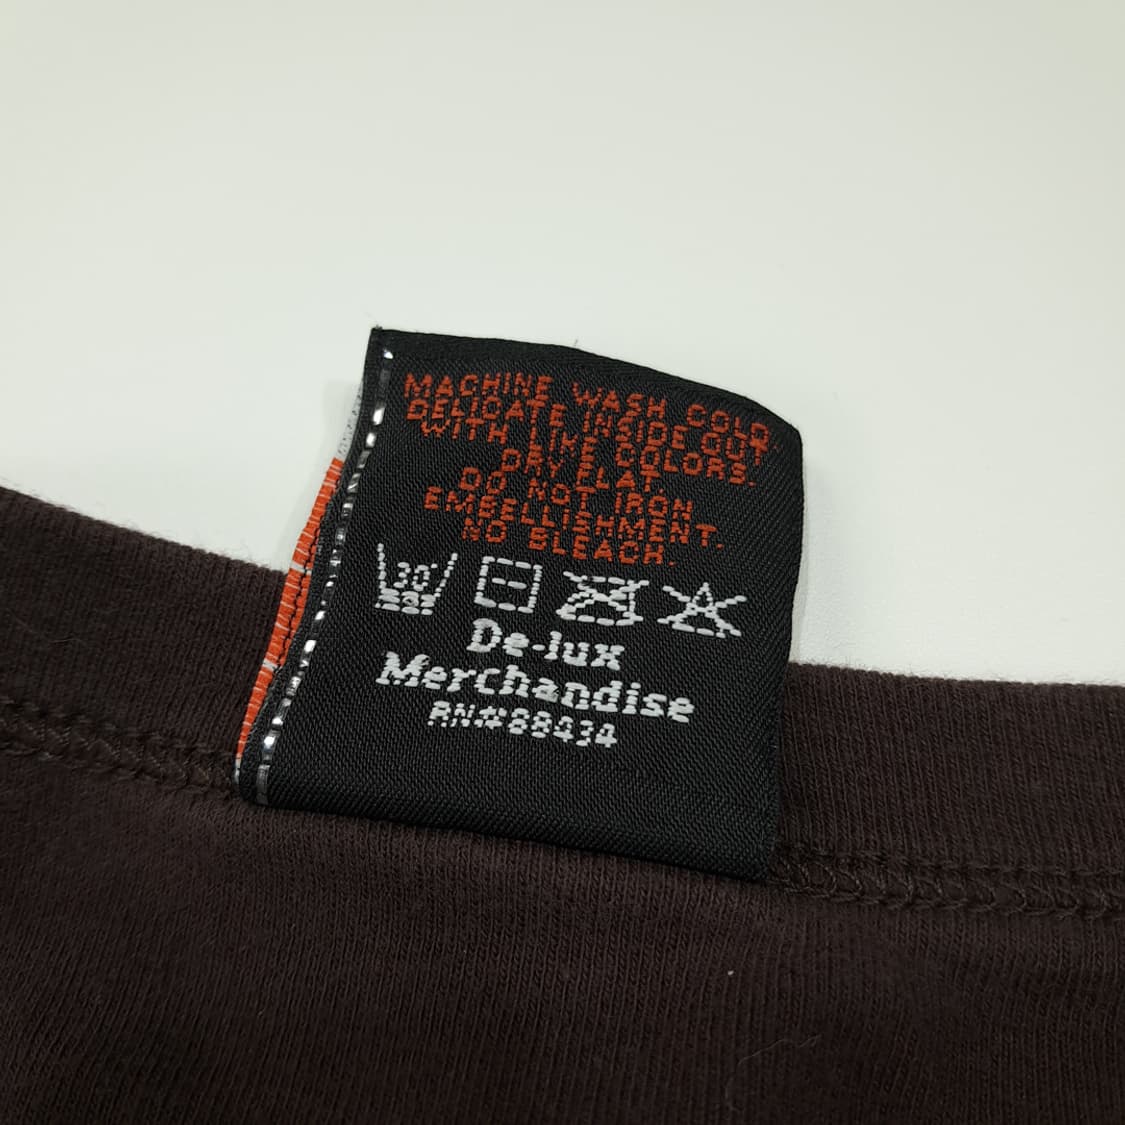 MACHINE WASH COLD
DELICATE INSIDE OUT
WITH LIKE COLORS.
DRY FLAT
DO NOT IRON
EMBELLISHMENT.
NO BLEACH.
30°
De-lux
Merchandise
RN#88434